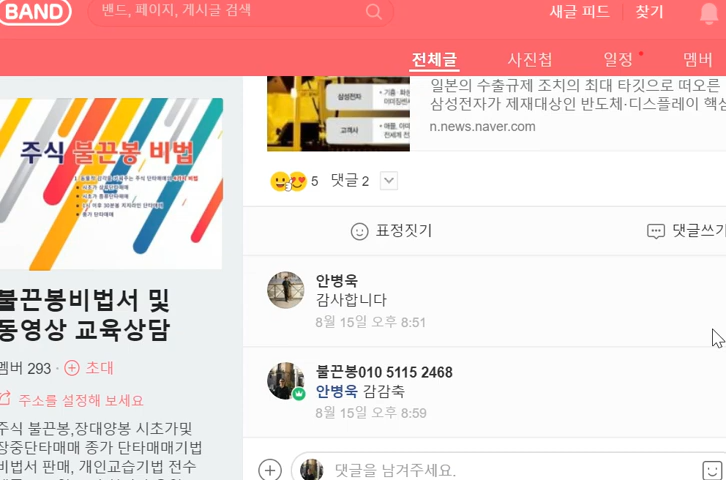 BAND
밴드, 페이지, 게시글 검색
새글 피드
찾기
전체글
사진첩
일정
멤버
주식 불끈봉 비법
불끈봉비법서 및
동영상 교육상담
멤버 293 · 초대
주소를 설정해 보세요
주식 불끈봉,장대양봉 시초가및
장중단타매매 종가 단타매매기법
비법서 판매, 개인교습기법 전수
삼성전자
고객사
일본의 수출규제 조치의 최대 타깃으로 떠오른
삼성전자가 제재대상인 반도체·디스플레이 핵심
n.news.naver.com
5 댓글 2
표정짓기
댓글쓰기
안병욱
감사합니다
8월 15일 오후 8:51
불끈봉010 5115 2468
안병욱 감감축
8월 15일 오후 8:59
댓글을 남겨주세요.